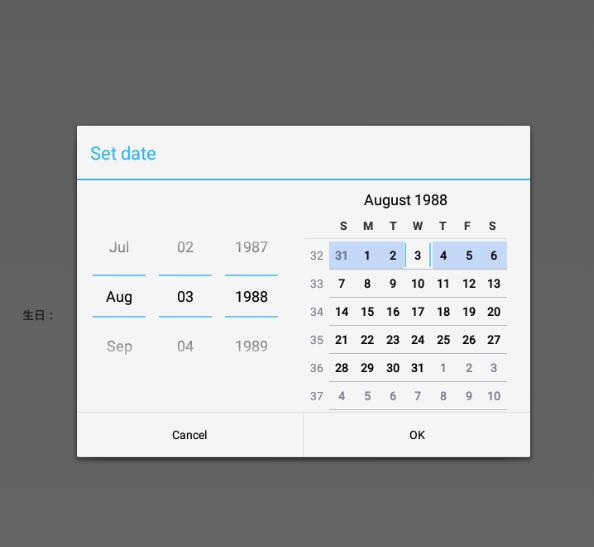 Set date
August 1988
S M T W T F S
Jul 02 1987
32 31 1 2 3 4 5 6
33 7 8 9 10 11 12 13
Aug 03 1988
34 14 15 16 17 18 19 20
生日：
35 21 22 23 24 25 26 27
Sep 04 1989
36 28 29 30 31 1 2 3
37 4 5 6 7 8 9 10
Cancel OK